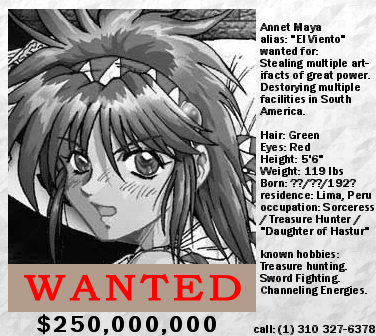 Annet Maya
alias: "El Viento"
wanted for:
Stealing multiple art-
ifacts of great power.
Destorying multiple
facilities in South
America.
Hair: Green
Eyes: Red
Height: 5'6"
Weight: 119 lbs
Born: ??/??/192?
residence: Lima, Peru
occupation: Sorceress
/ Treasure Hunter /
"Daughter of Hastur"
known hobbies:
Treasure hunting.
Sword Fighting.
Channeling Energies.
WANTED
$250,000,000
call: (1) 310 327-6378